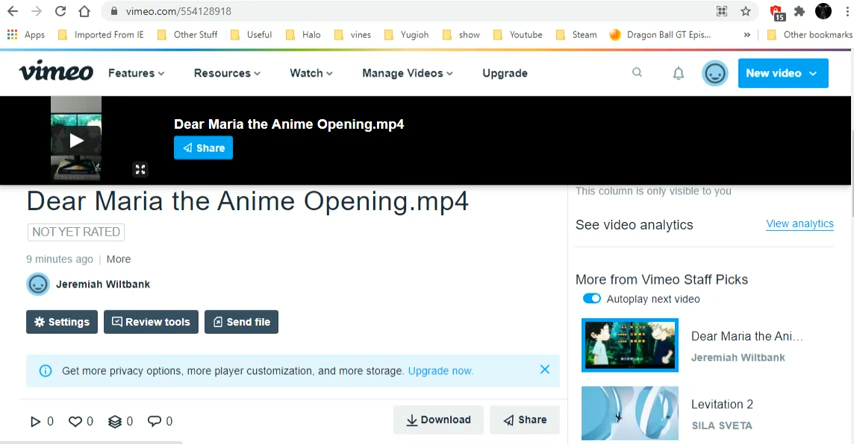 vimeo.com/554128918
15
Apps Imported From IE Other Stuff Useful Halo vines Yugioh show Youtube Steam Dragon Ball GT Epis... » Other bookmarks
vimeo Features Resources Watch Manage Videos Upgrade New video
Dear Maria the Anime Opening.mp4
Share
Dear Maria the Anime Opening.mp4
NOT YET RATED
9 minutes ago | More
Jeremiah Wiltbank
Settings Review tools Send file
Get more privacy options, more player customization, and more storage. Upgrade now.
0 0 0 0
Download Share
This column is only visible to you
See video analytics View analytics
More from Vimeo Staff Picks
Autoplay next video
Dear Maria the Ani...
Jeremiah Wiltbank
Levitation 2
SILA SVETA